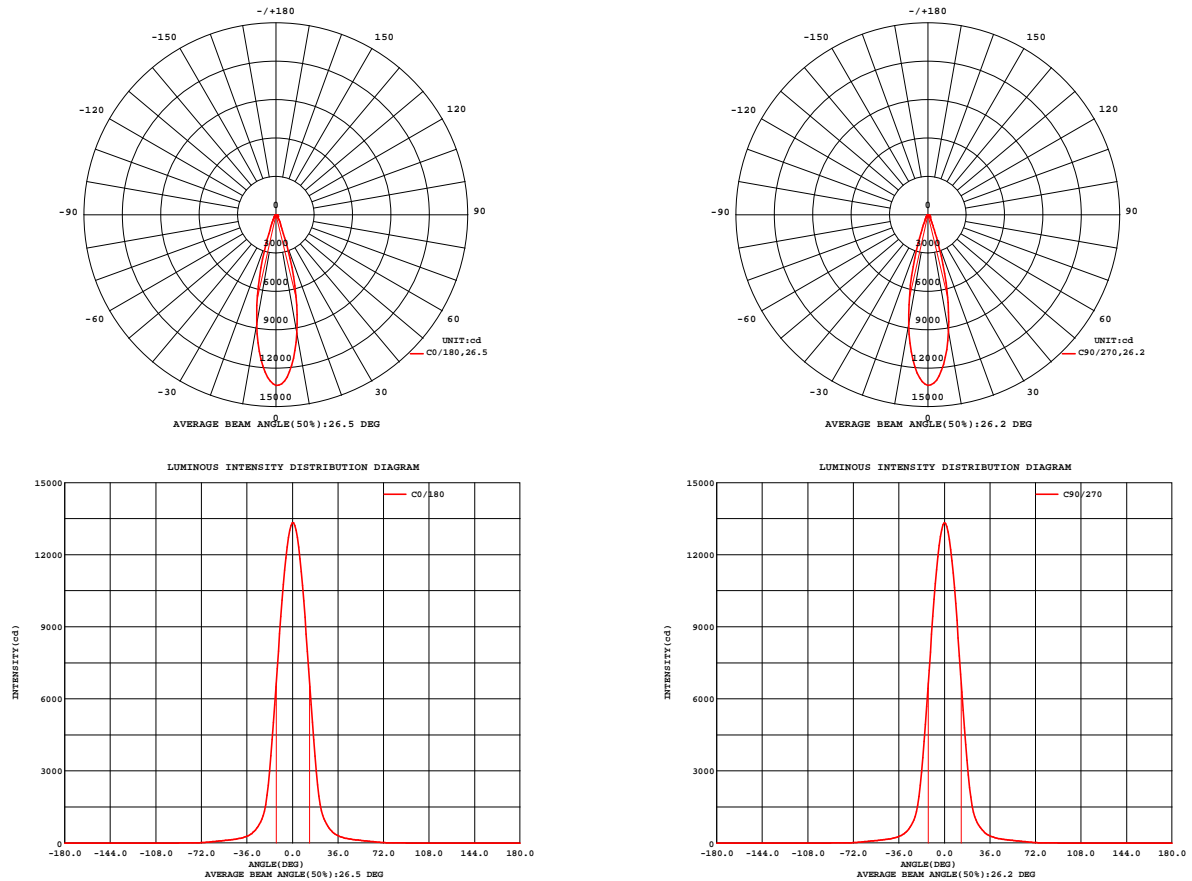 -/+180
-150 150
-120 120
-90 90
0
3000
6000
-60 60
9000
UNIT:cd
C0/180,26.5
12000
-30 30
15000
0
AVERAGE BEAM ANGLE(50%):26.5 DEG
-/+180
-150 150
-120 120
-90 90
0
3000
6000
-60 60
9000
UNIT:cd
C90/270,26.2
12000
-30 30
15000
0
AVERAGE BEAM ANGLE(50%):26.2 DEG
LUMINOUS INTENSITY DISTRIBUTION DIAGRAM
15000
C0/180
12000
9000
INTENSITY(cd)
6000
3000
0
-180.0 -144.0 -108.0 -72.0 -36.0 0.0 36.0 72.0 108.0 144.0 180.0
ANGLE(DEG)
AVERAGE BEAM ANGLE(50%):26.5 DEG
LUMINOUS INTENSITY DISTRIBUTION DIAGRAM
15000
C90/270
12000
9000
INTENSITY(cd)
6000
3000
0
-180.0 -144.0 -108.0 -72.0 -36.0 0.0 36.0 72.0 108.0 144.0 180.0
ANGLE(DEG)
AVERAGE BEAM ANGLE(50%):26.2 DEG